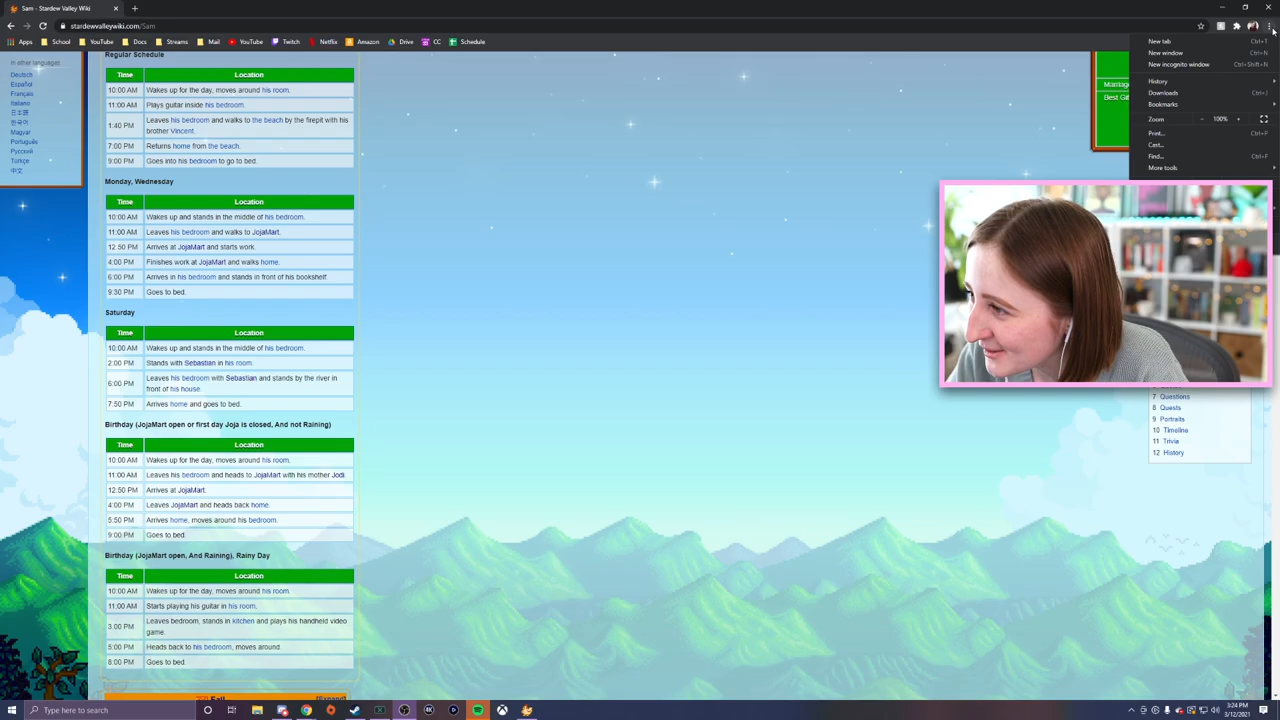 Sam - Stardew Valley Wiki
stardewvalleywiki.com/Sam
Apps School YouTube Docs Streams Mail YouTube Twitch Netflix Amazon Drive CC Schedule
In other languages
Deutsch
Español
Français
Italiano
日本語
한국어
Magyar
Português
Русский
Türkçe
中文
Regular Schedule
Time Location
10:00 AM Wakes up for the day, moves around his room.
11:00 AM Plays guitar inside his bedroom.
1:40 PM Leaves his bedroom and walks to the beach by the firepit with his
brother Vincent.
7:00 PM Returns home from the beach.
9:00 PM Goes into his bedroom to go to bed.
Monday, Wednesday
Time Location
10:00 AM Wakes up and stands in the middle of his bedroom.
11:00 AM Leaves his bedroom and walks to JojaMart.
12:50 PM Arrives at JojaMart and starts work.
4:00 PM Finishes work at JojaMart and walks home.
6:00 PM Arrives in his bedroom and stands in front of his bookshelf.
9:30 PM Goes to bed.
Saturday
Time Location
10:00 AM Wakes up and stands in the middle of his bedroom.
2:00 PM Stands with Sebastian in his room.
6:00 PM Leaves his bedroom with Sebastian and stands by the river in
front of his house.
7:50 PM Arrives home and goes to bed.
Birthday (JojaMart open or first day Joja is closed, And not Raining)
Time Location
10:00 AM Wakes up for the day, moves around his room.
11:00 AM Leaves his bedroom and heads to JojaMart with his mother Jodi
12:50 PM Arrives at JojaMart.
4:00 PM Leaves JojaMart and heads back home.
5:50 PM Arrives home, moves around his bedroom.
9:00 PM Goes to bed.
Birthday (JojaMart open, And Raining), Rainy Day
Time Location
10:00 AM Wakes up for the day, moves around his room.
11:00 AM Starts playing his guitar in his room.
3.00 PM Leaves bedroom, stands in kitchen and plays his handheld video
game.
5:00 PM Heads back to his bedroom, moves around.
8:00 PM Goes to bed.
Fall [Expand]
Marriage
Best Gif
New tab Ctrl+T
New window Ctrl+N
New incognito window Ctrl+Shift+N
History
Downloads Ctrl+J
Bookmarks
Zoom - 100% +
Print... Ctrl+P
Cast...
Find... Ctrl+F
More tools
7 Questions
8 Quests
9 Portraits
10 Timeline
11 Trivia
12 History
Type here to search
3:24 PM
3/12/2021